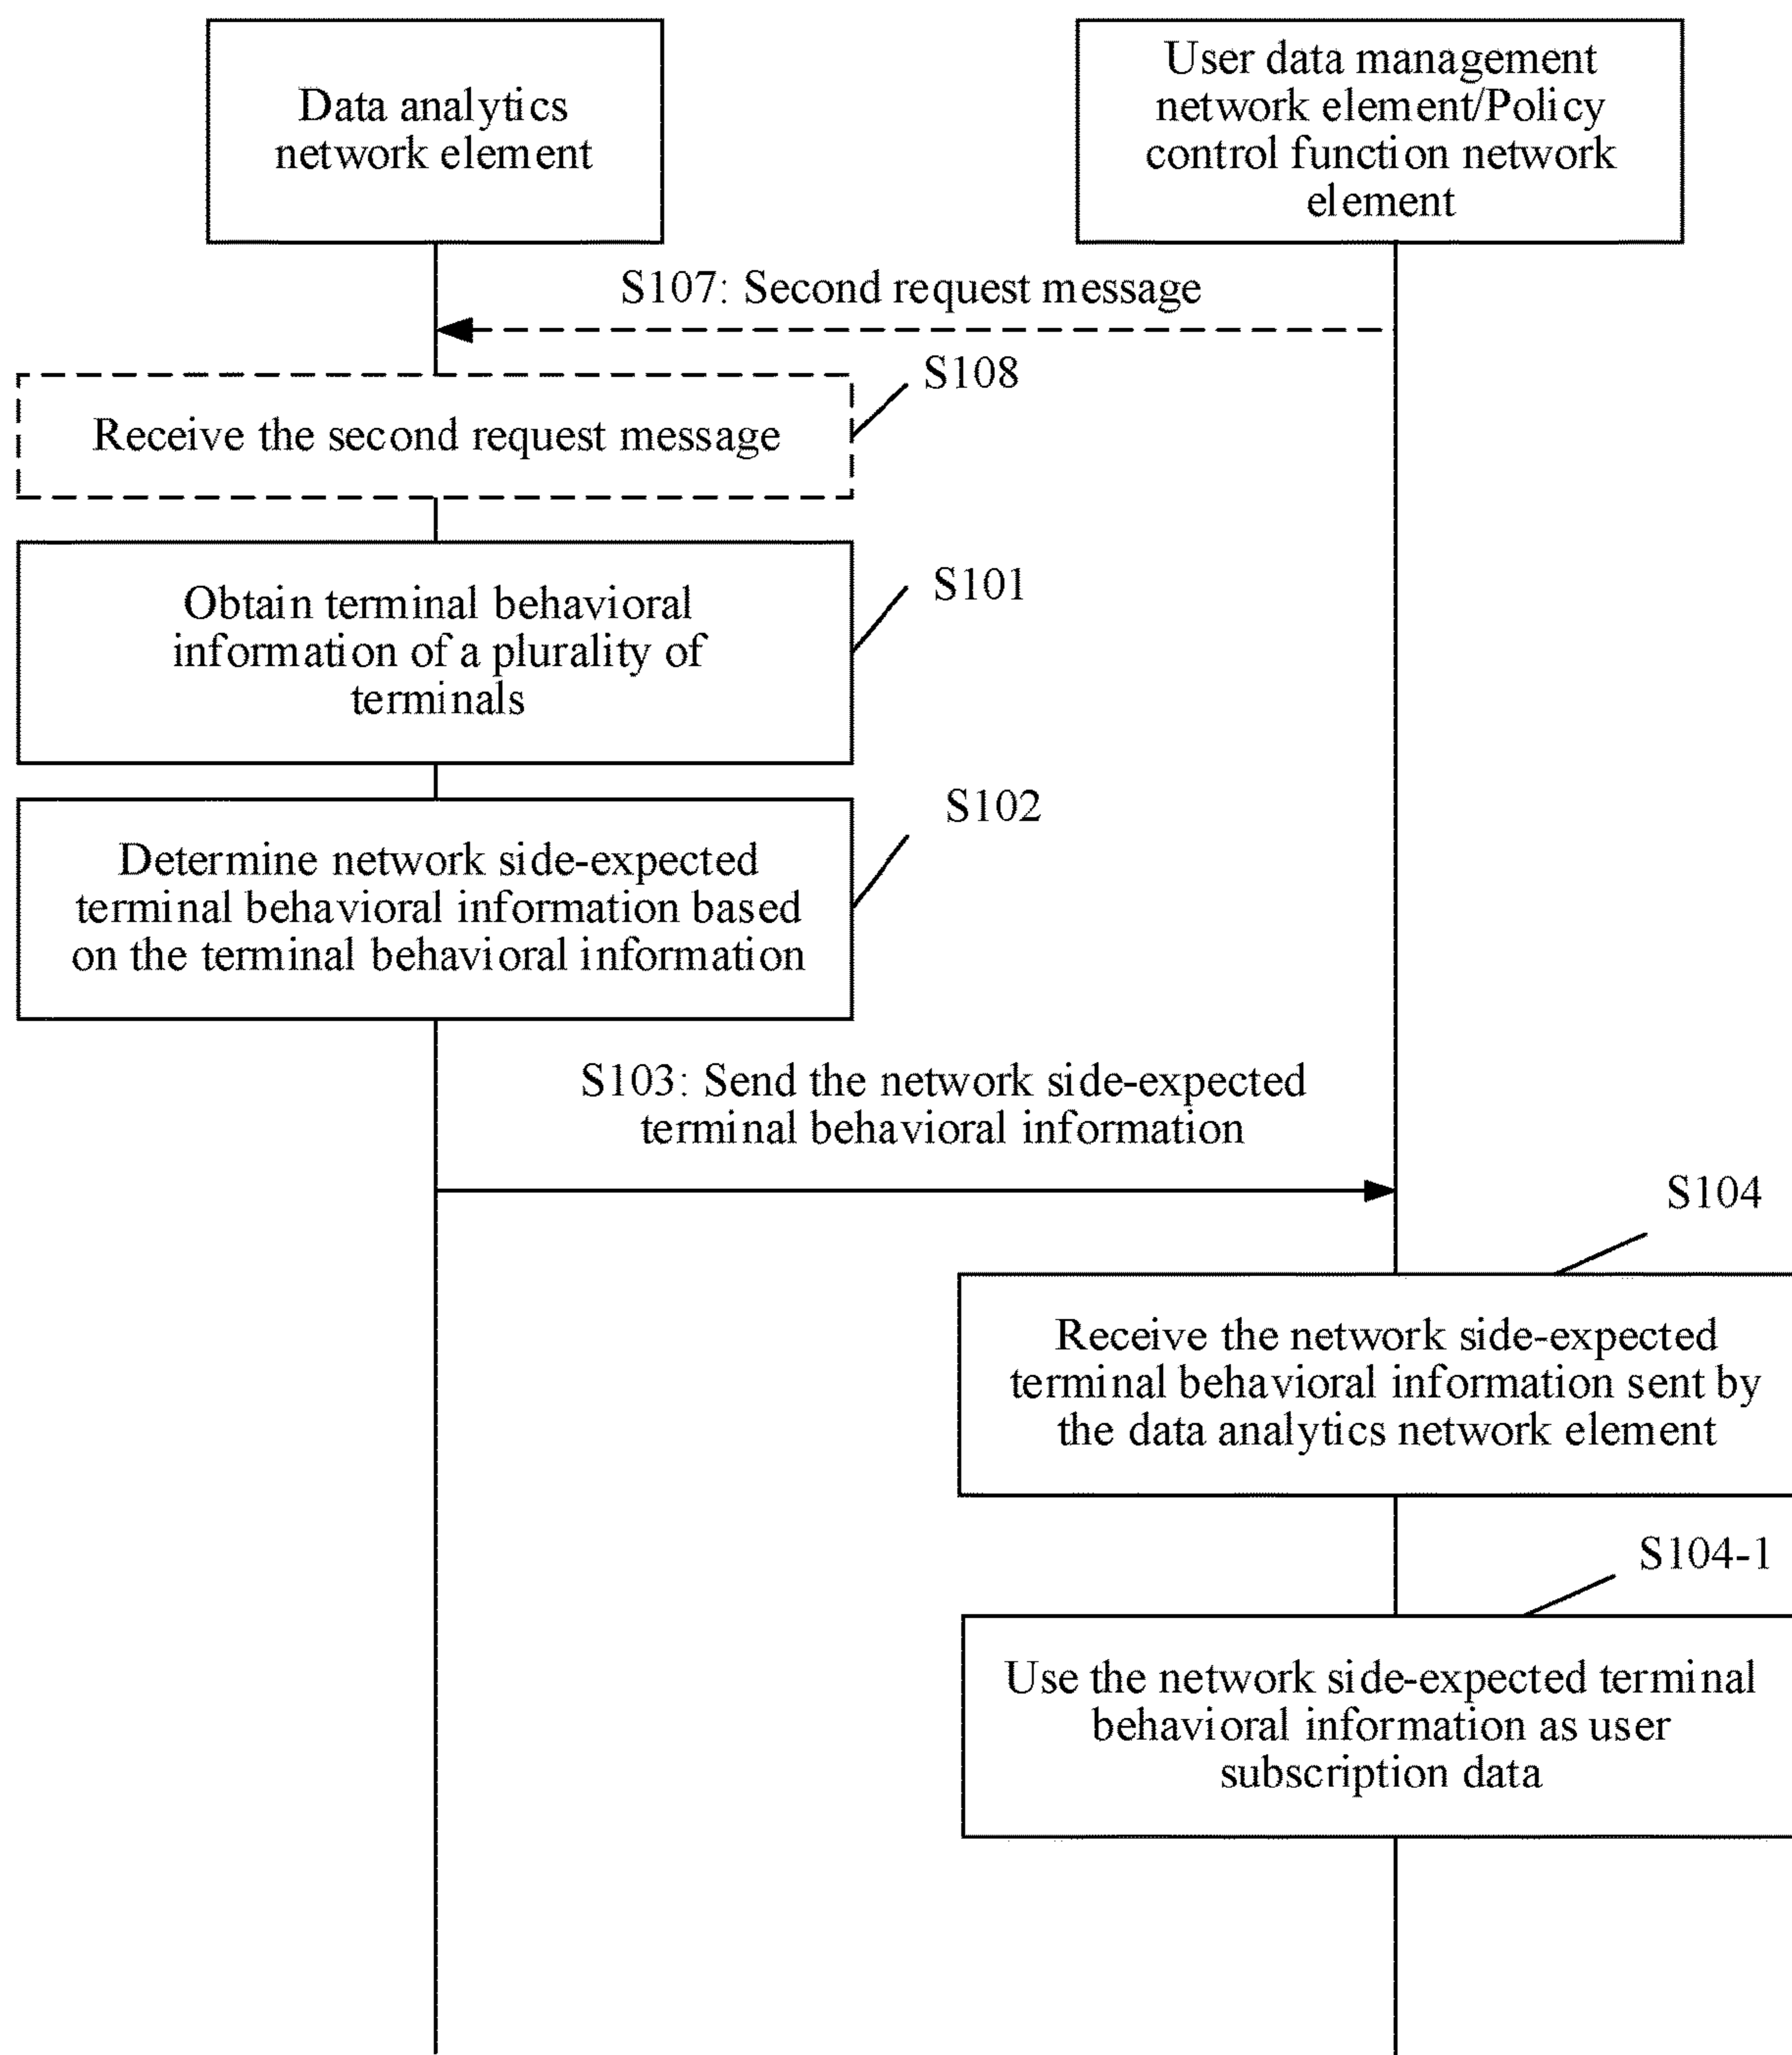 Data analytics
network element
User data management
network element/Policy
control function network
element
S107: Second request message
S108
Receive the second request message
S101
Obtain terminal behavioral
information of a plurality of
terminals
S102
Determine network side-expected
terminal behavioral information based
on the terminal behavioral information
S103: Send the network side-expected
terminal behavioral information
S104
Receive the network side-expected
terminal behavioral information sent by
the data analytics network element
S104-1
Use the network side-expected terminal
behavioral information as user
subscription data